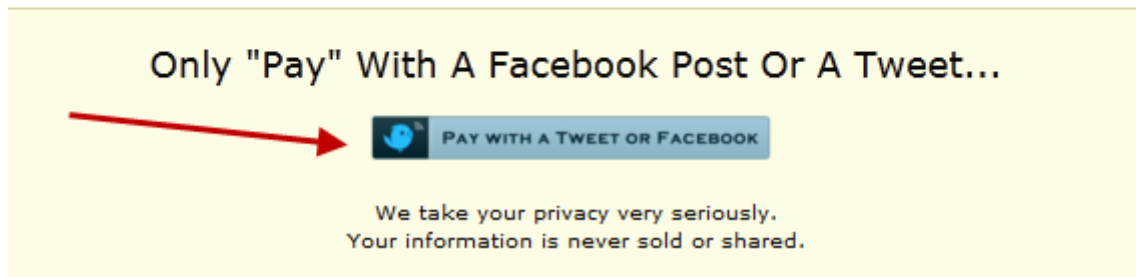 Only "Pay" With A Facebook Post Or A Tweet...
PAY WITH A TWEET OR FACEBOOK
We take your privacy very seriously.
Your information is never sold or shared.